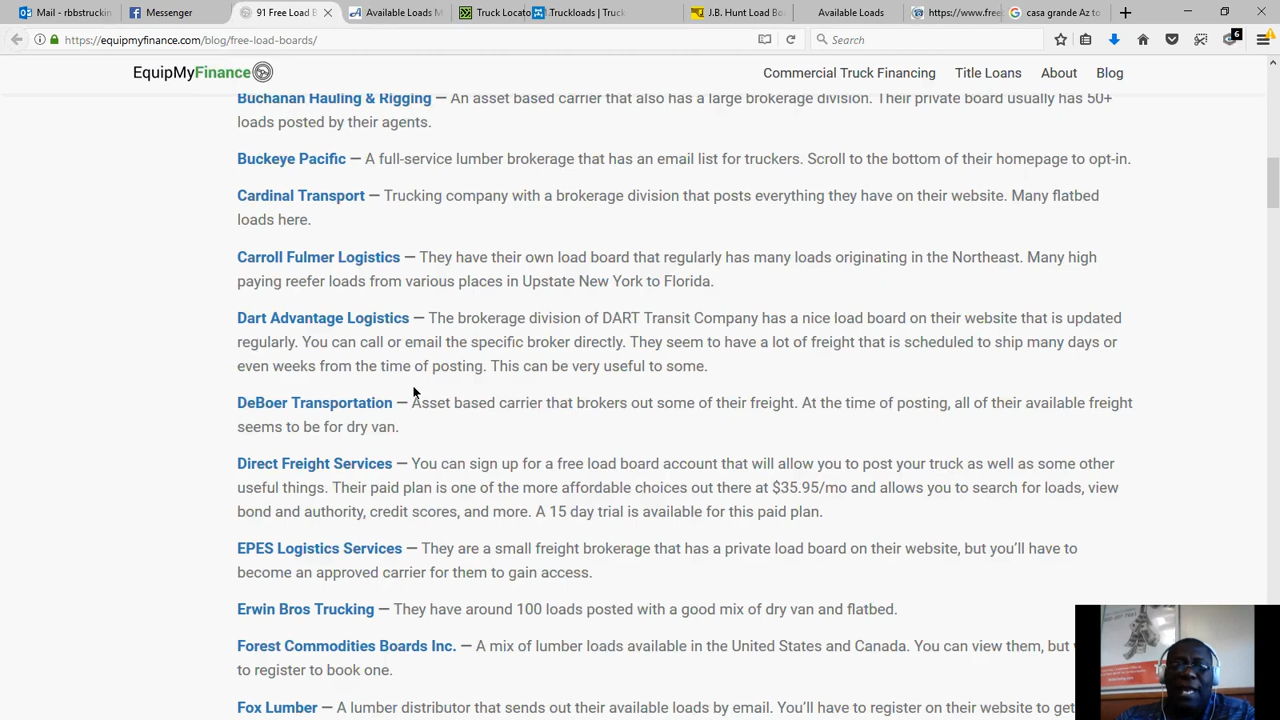 Mail - rbbstruckin
Messenger
91 Free Load B
Available Loads M
Truck Locato
Truckloads | Truck
J.B. Hunt Load Boa
Available Loads
https://www.free
casa grande Az to
https://equipmyfinance.com/blog/free-load-boards/
Search
6
EquipMyFinance
Commercial Truck Financing
Title Loans
About
Blog
Buchanan Hauling & Rigging — An asset based carrier that also has a large brokerage division. Their private board usually has 50+
loads posted by their agents.
Buckeye Pacific — A full-service lumber brokerage that has an email list for truckers. Scroll to the bottom of their homepage to opt-in.
Cardinal Transport — Trucking company with a brokerage division that posts everything they have on their website. Many flatbed
loads here.
Carroll Fulmer Logistics — They have their own load board that regularly has many loads originating in the Northeast. Many high
paying reefer loads from various places in Upstate New York to Florida.
Dart Advantage Logistics — The brokerage division of DART Transit Company has a nice load board on their website that is updated
regularly. You can call or email the specific broker directly. They seem to have a lot of freight that is scheduled to ship many days or
even weeks from the time of posting. This can be very useful to some.
DeBoer Transportation — Asset based carrier that brokers out some of their freight. At the time of posting, all of their available freight
seems to be for dry van.
Direct Freight Services — You can sign up for a free load board account that will allow you to post your truck as well as some other
useful things. Their paid plan is one of the more affordable choices out there at $35.95/mo and allows you to search for loads, view
bond and authority, credit scores, and more. A 15 day trial is available for this paid plan.
EPES Logistics Services — They are a small freight brokerage that has a private load board on their website, but you’ll have to
become an approved carrier for them to gain access.
Erwin Bros Trucking — They have around 100 loads posted with a good mix of dry van and flatbed.
Forest Commodities Boards Inc. — A mix of lumber loads available in the United States and Canada. You can view them, but
to register to book one.
Fox Lumber — A lumber distributor that sends out their available loads by email. You’ll have to register on their website to get